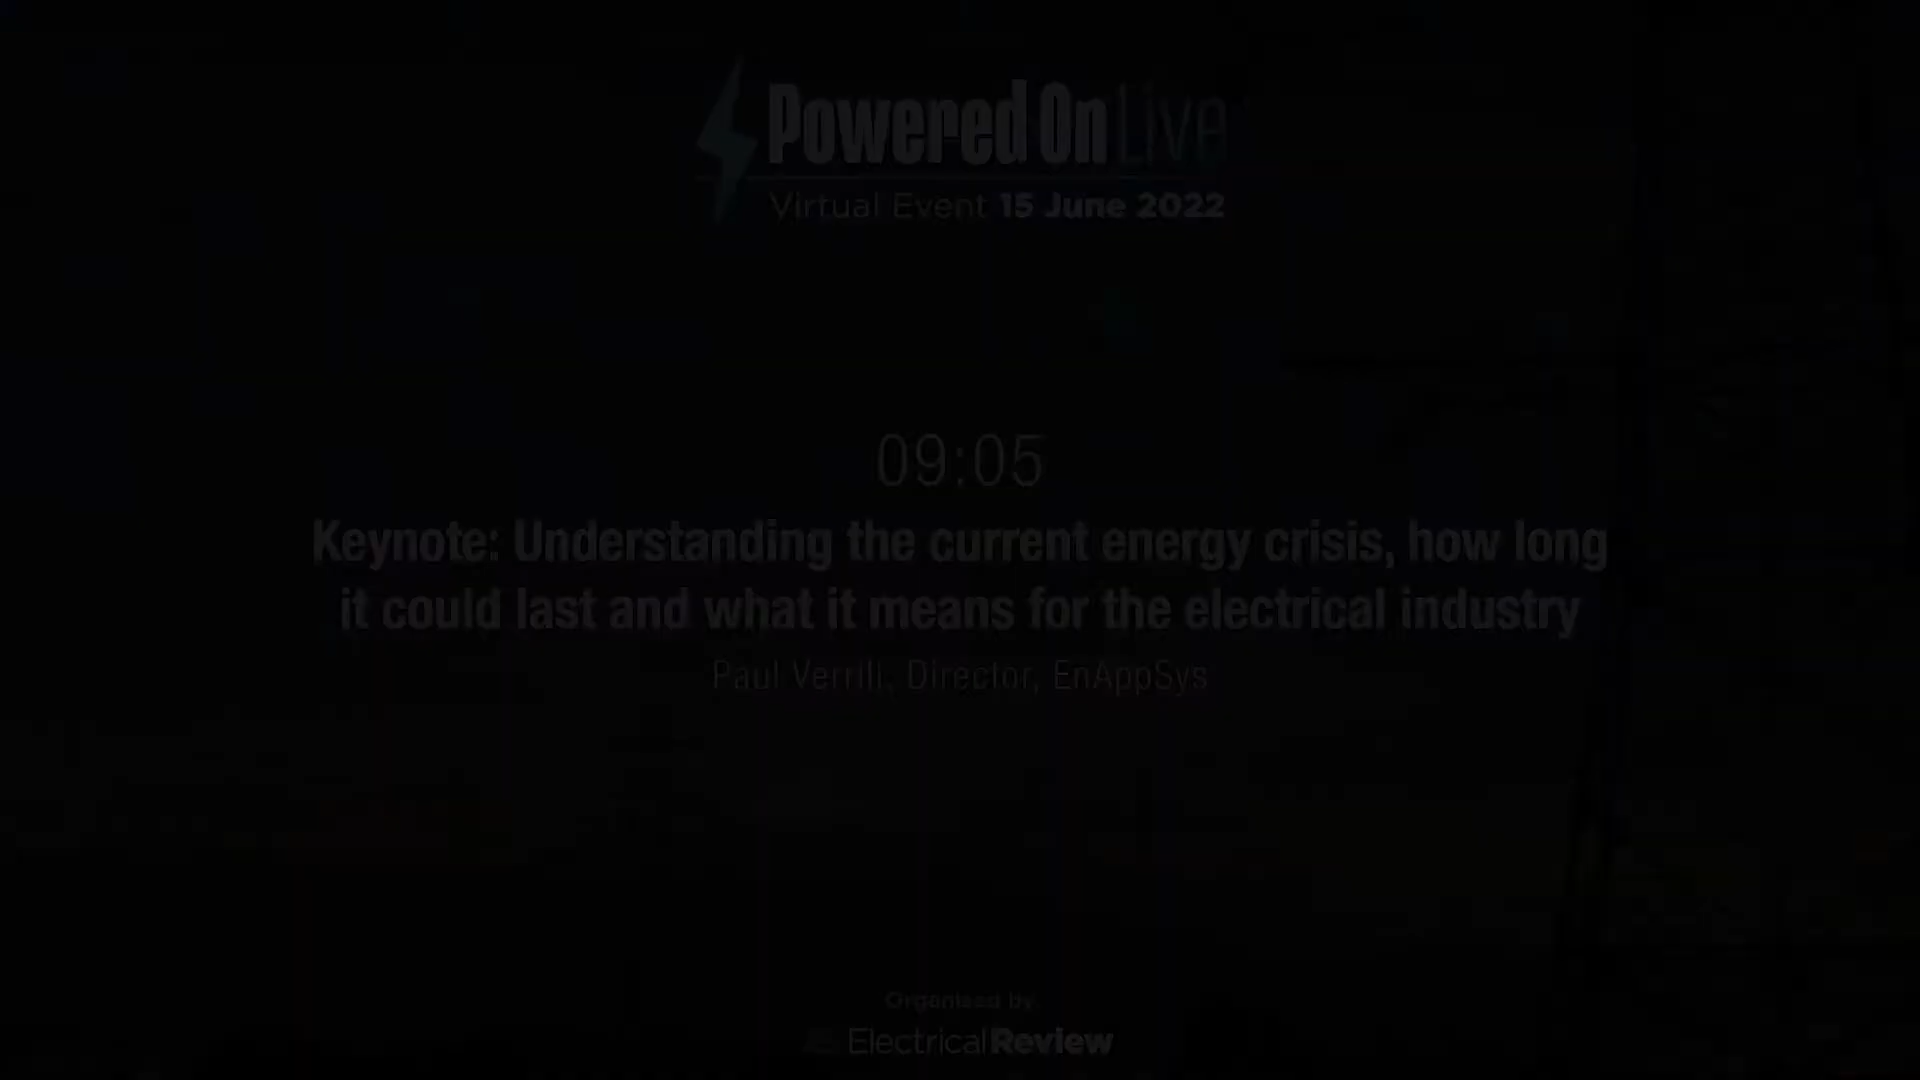 Powered On Live
Virtual Event 15 June 2022
09:05
Keynote: Understanding the current energy crisis, how long
it could last and what it means for the electrical industry
Paul Verrill, Director, EnAppSys
Organised by
ElectricalReview